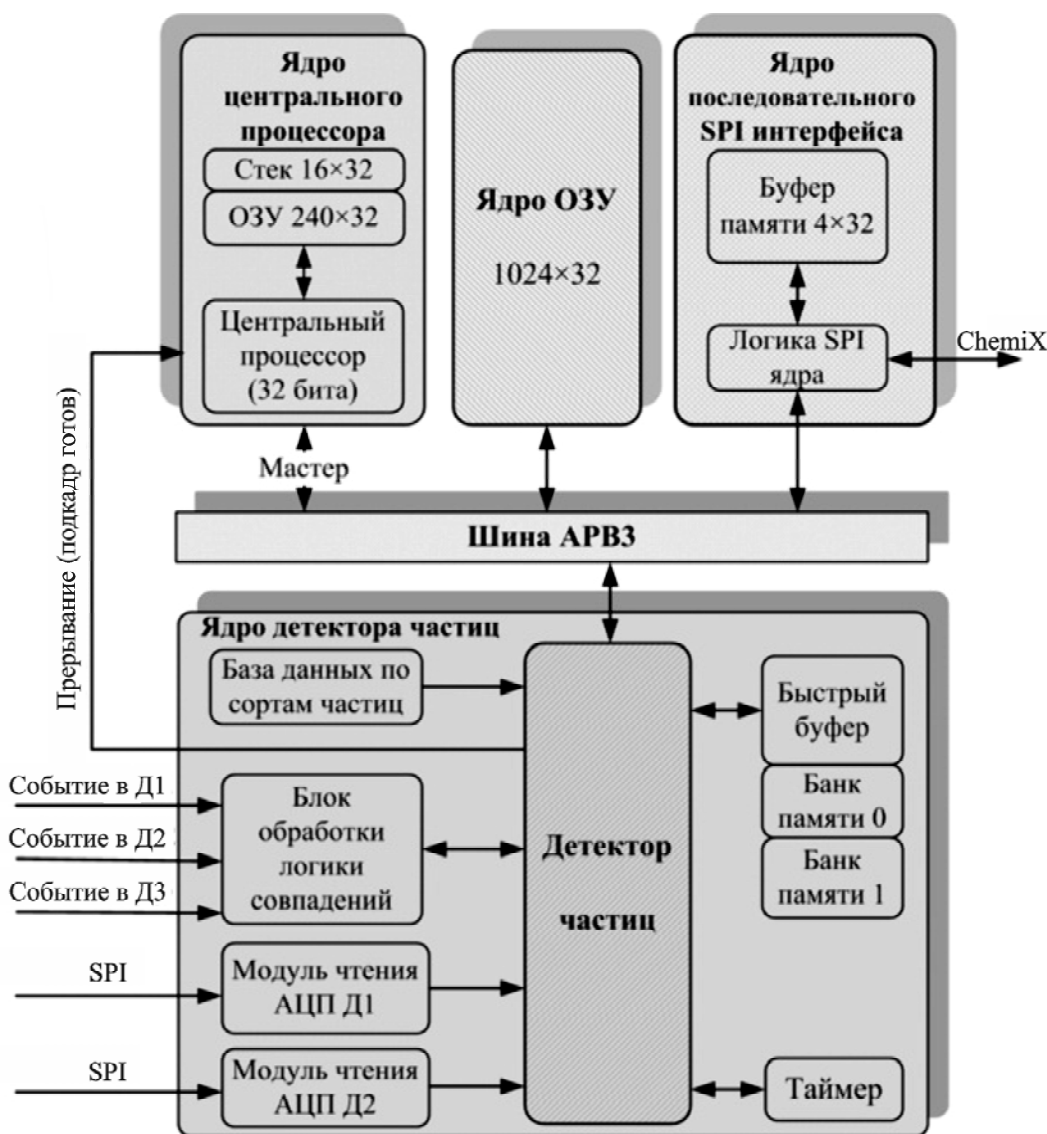 Ядро
центрального
процессора
Стек 16×32
ОЗУ 240×32
Центральный
процессор
(32 бита)
Ядро ОЗУ
1024×32
Ядро
последовательного
SPI интерфейса
Буфер
памяти 4×32
Логика SPI
ядра
ChemiX
Прерывание (подкадр готов)
Мастер
Шина APB3
Ядро детектора частиц
База данных по
сортам частиц
Быстрый
буфер
Банк
памяти 0
Банк
памяти 1
Событие в Д1
Событие в Д2
Событие в Д3
Блок
обработки
логики
совпадений
Детектор
частиц
SPI
Модуль чтения
АЦП Д1
SPI
Модуль чтения
АЦП Д2
Таймер